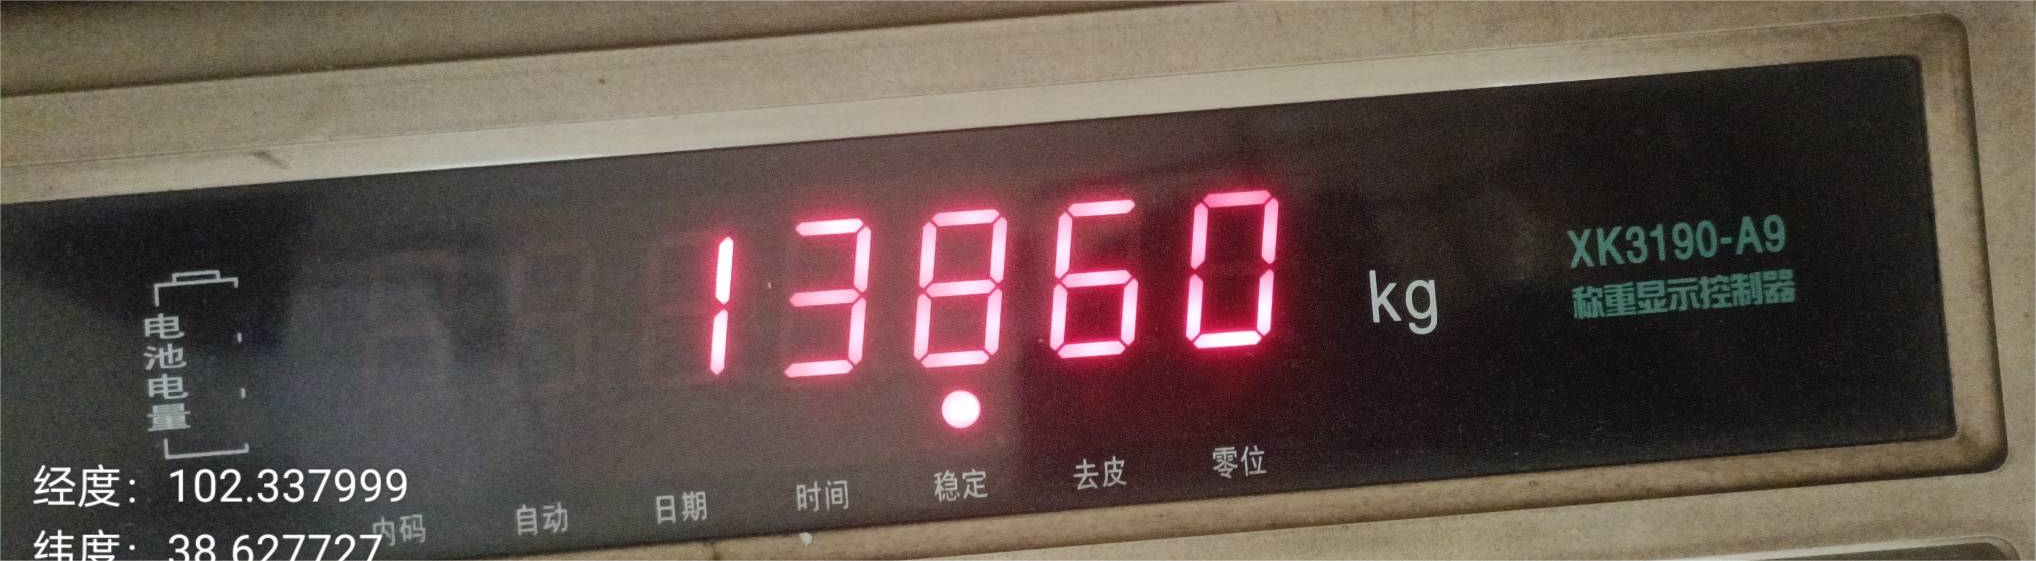 13860
kg
XK3190-A9
称重显示控制器
电池电量
内码 自动 日期 时间 稳定 去皮 零位
经度：102.337999
纬度：38.627727